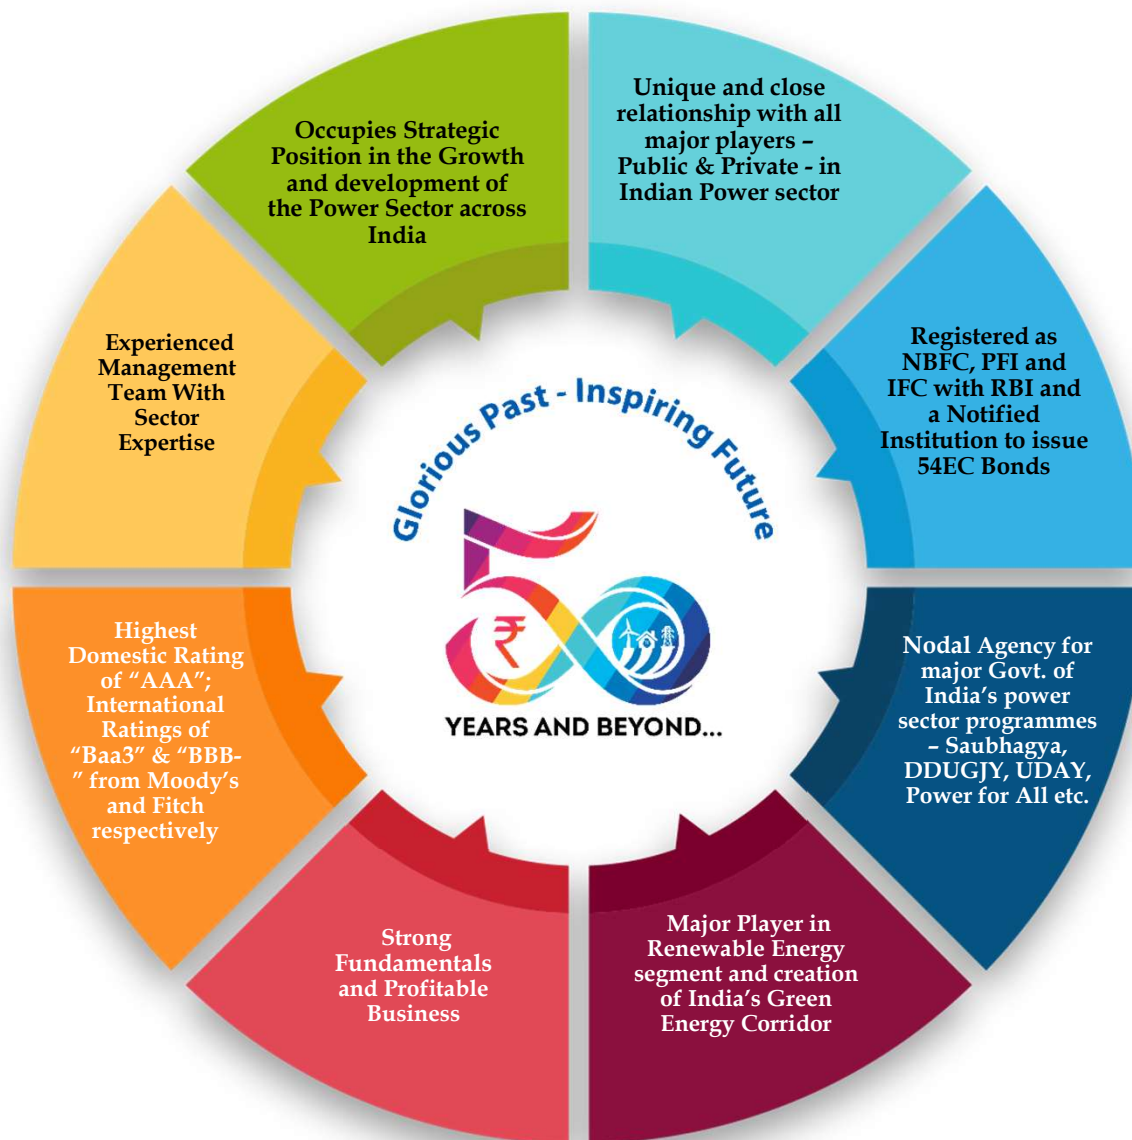 Unique and close
relationship with all
major players –
Public & Private - in
Indian Power sector
Registered as
NBFC, PFI and
IFC with RBI and
a Notified
Institution to issue
54EC Bonds
Nodal Agency for
major Govt. of
India’s power
sector programmes
– Saubhagya,
DDUGJY, UDAY,
Power for All etc.
Major Player in
Renewable Energy
segment and creation
of India’s Green
Energy Corridor
Strong
Fundamentals
and Profitable
Business
Highest
Domestic Rating
of “AAA”;
International
Ratings of
“Baa3” & “BBB-
” from Moody’s
and Fitch
respectively
Experienced
Management
Team With
Sector
Expertise
Occupies Strategic
Position in the Growth
and development of
the Power Sector across
India
Glorious Past - Inspiring Future
50
₹
YEARS AND BEYOND...